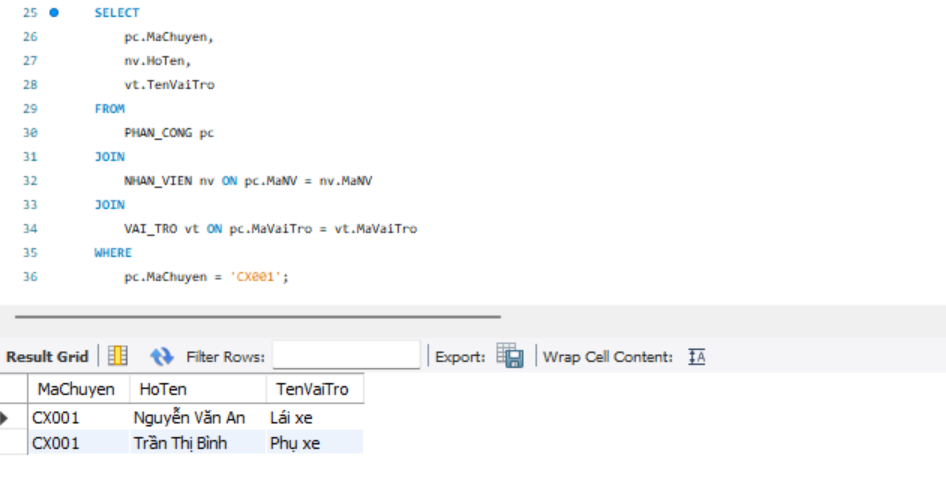 25 SELECT
26 pc.MaChuyen,
27 nv.HoTen,
28 vt.TenVaiTro
29 FROM
30 PHAN_CONG pc
31 JOIN
32 NHAN_VIEN nv ON pc.MaNV = nv.MaNV
33 JOIN
34 VAI_TRO vt ON pc.MaVaiTro = vt.MaVaiTro
35 WHERE
36 pc.MaChuyen = 'CX001';
Result Grid Filter Rows: Export: Wrap Cell Content:
MaChuyen HoTen TenVaiTro
CX001 Nguyễn Văn An Lái xe
CX001 Trần Thị Bình Phụ xe